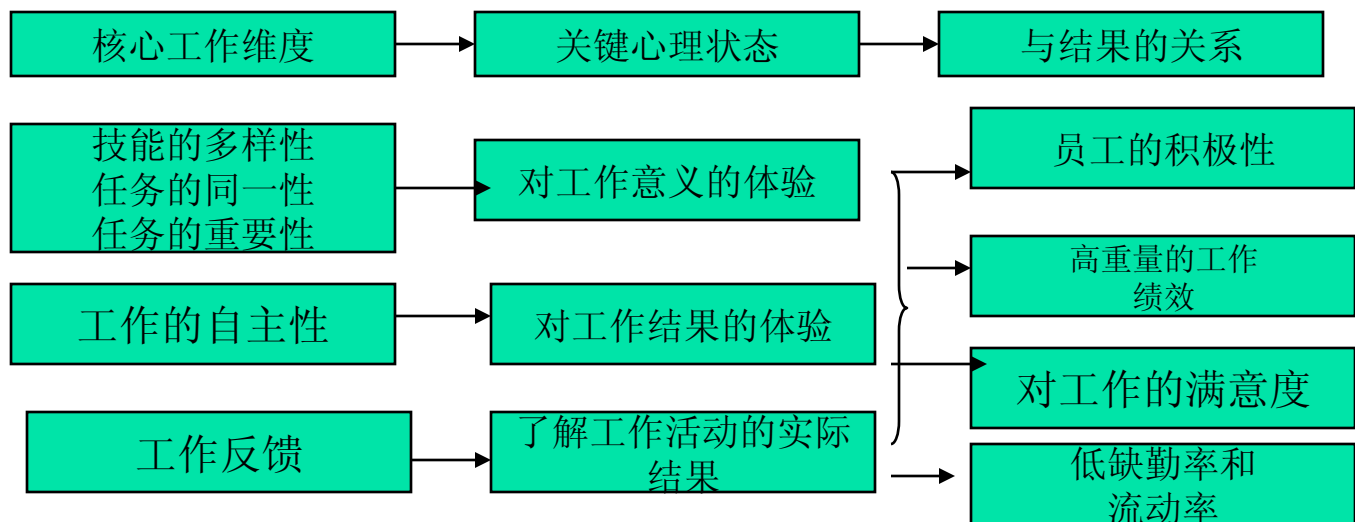 核心工作维度
关键心理状态
与结果的关系
技能的多样性
任务的同一性
任务的重要性
对工作意义的体验
员工的积极性
高重量的工作
绩效
工作的自主性
对工作结果的体验
对工作的满意度
工作反馈
了解工作活动的实际
结果
低缺勤率和
流动率